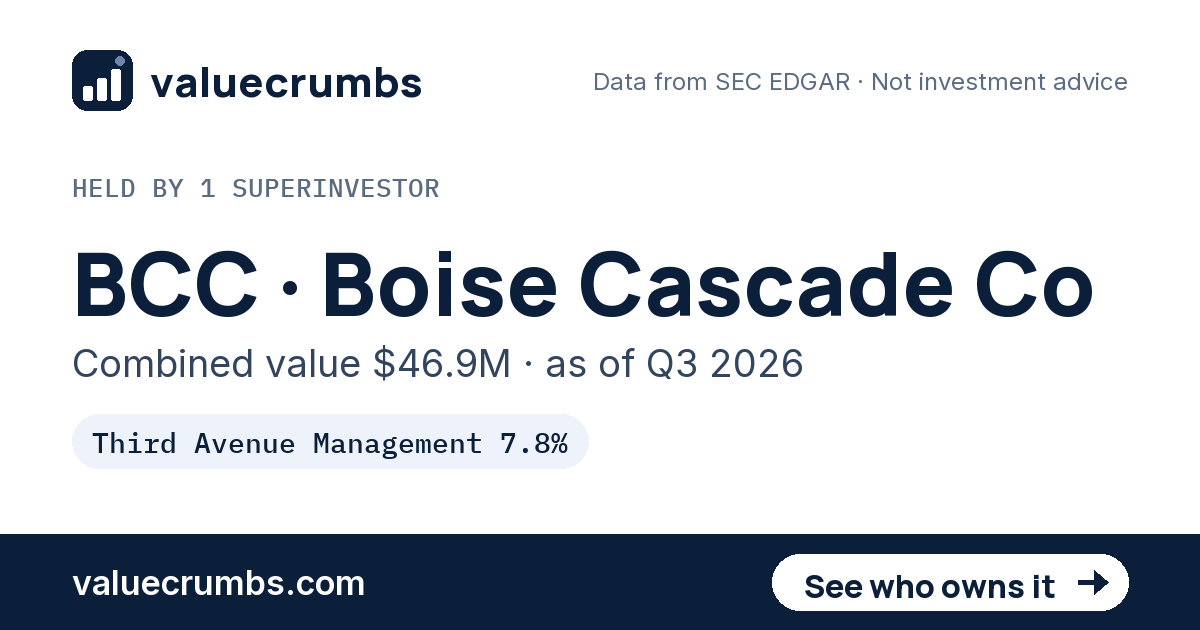 valuecrumbs
Data from SEC EDGAR · Not investment advice
HELD BY 1 SUPERINVESTOR
BCC · Boise Cascade Co
Combined value $46.9M · as of Q3 2026
Third Avenue Management 7.8%
valuecrumbs.com
See who owns it →